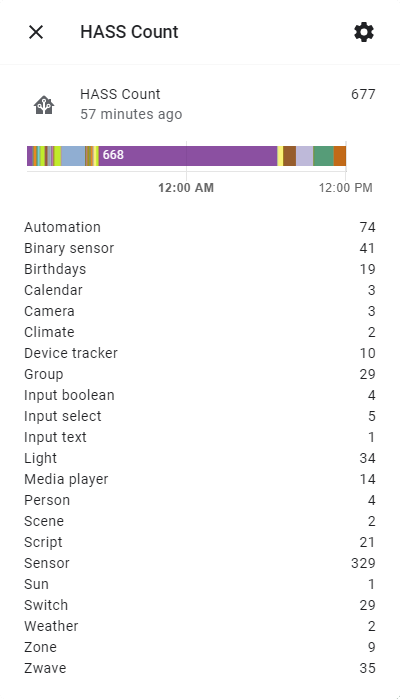 HASS Count
HASS Count 677
57 minutes ago
668
12:00 AM 12:00 PM
Automation 74
Binary sensor 41
Birthdays 19
Calendar 3
Camera 3
Climate 2
Device tracker 10
Group 29
Input boolean 4
Input select 5
Input text 1
Light 34
Media player 14
Person 4
Scene 2
Script 21
Sensor 329
Sun 1
Switch 29
Weather 2
Zone 9
Zwave 35